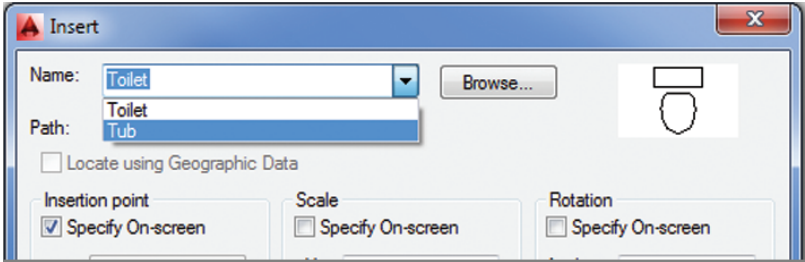 Insert
Name: Toilet Browse...
Toilet
Path: Tub
Locate using Geographic Data
Insertion point Scale Rotation
Specify On-screen Specify On-screen Specify On-screen